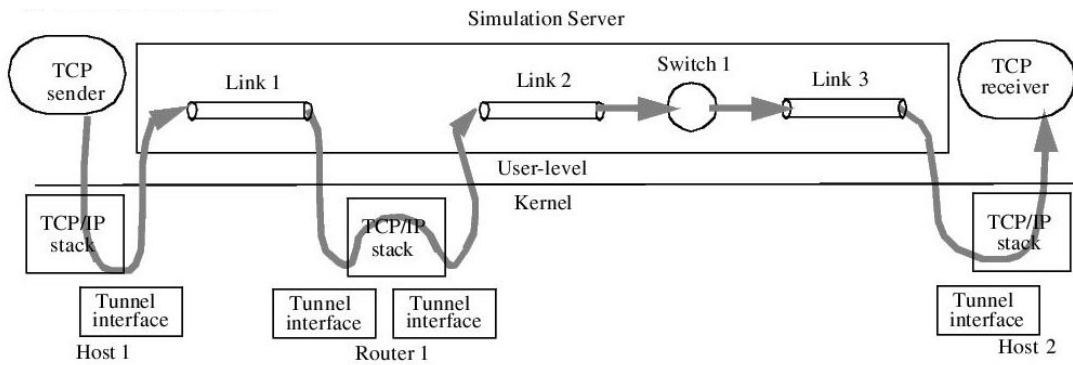 Simulation Server
TCP
sender
Link 1
Link 2
Switch 1
Link 3
TCP
receiver
User-level
Kernel
TCP/IP
stack
TCP/IP
stack
TCP/IP
stack
Tunnel
interface
Tunnel
interface
Tunnel
interface
Tunnel
interface
Host 1
Router 1
Host 2